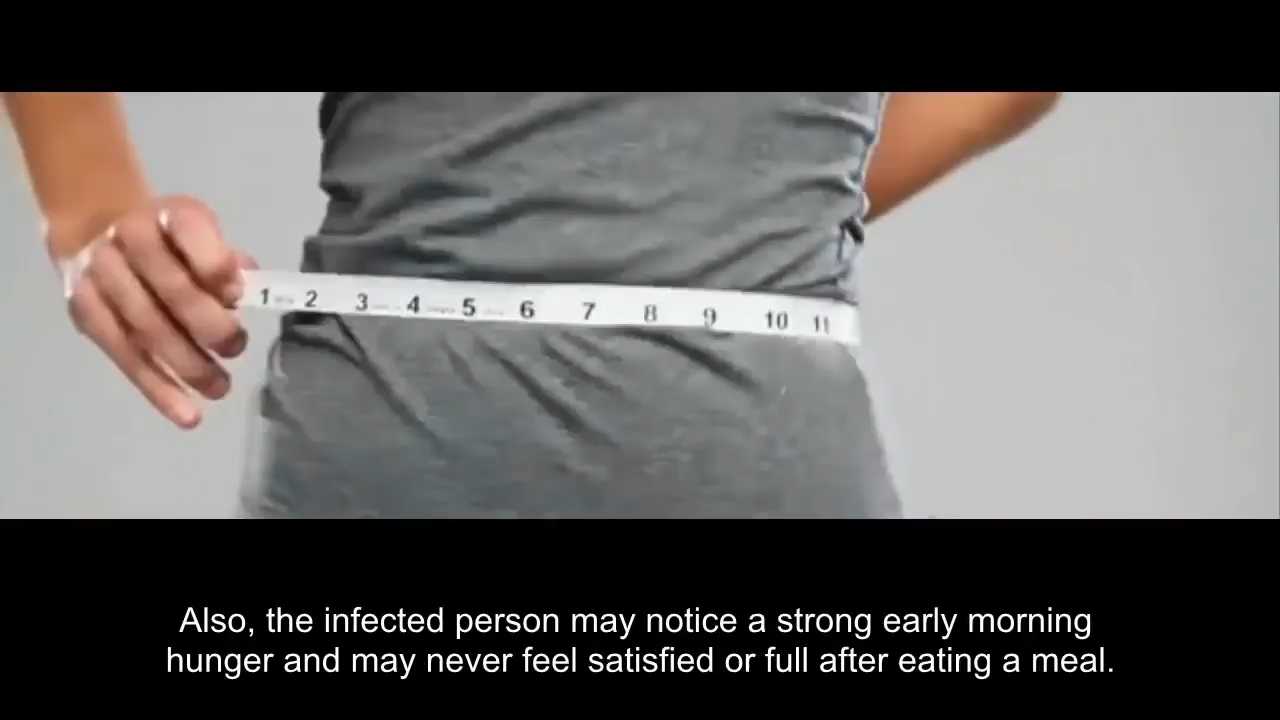 1 2 3 4 5 6 7 8 9 10 11
Also, the infected person may notice a strong early morning
hunger and may never feel satisfied or full after eating a meal.